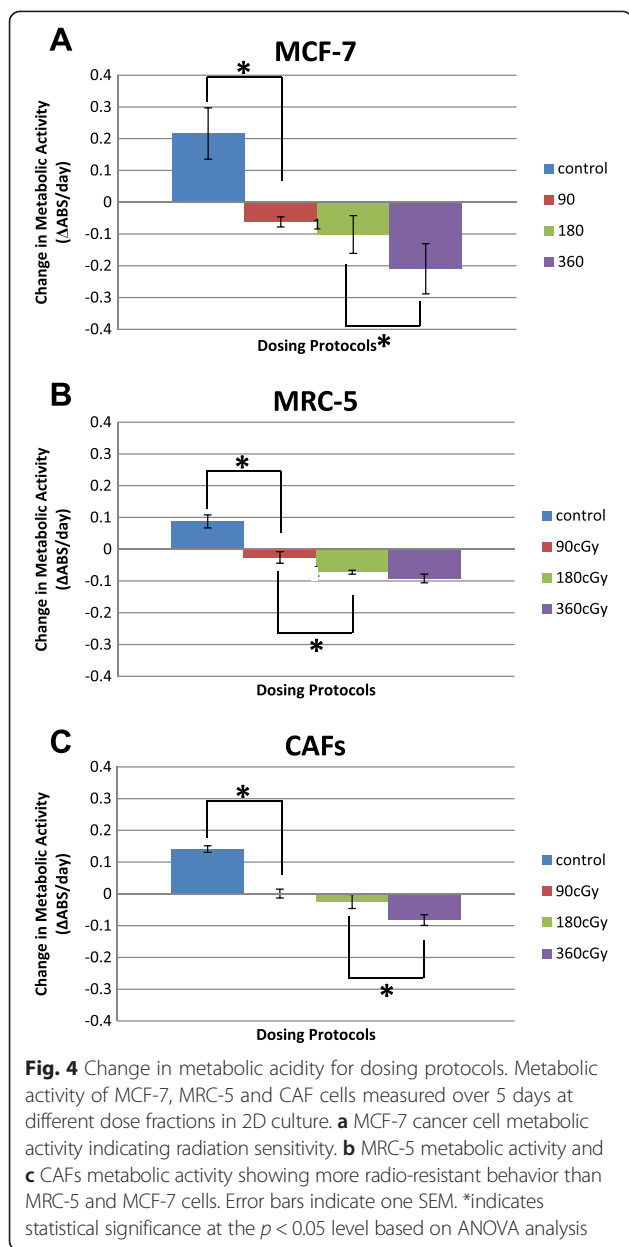 A
MCF-7
0.4
0.3
0.2
0.1
0
-0.1
-0.2
-0.3
-0.4
Change in Metabolic Activity
(ΔABS/day)
*
*
Dosing Protocols
control
90
180
360
B
MRC-5
0.4
0.3
0.2
0.1
0
-0.1
-0.2
-0.3
-0.4
Change in Metabolic Activity
(ΔABS/day)
*
*
Dosing Protocols
control
90cGy
180cGy
360cGy
C
CAFs
0.4
0.3
0.2
0.1
0
-0.1
-0.2
-0.3
-0.4
Change in Metabolic Activity
(ΔABS/day)
*
*
Dosing Protocols
control
90cGy
180cGy
360cGy
Fig. 4 Change in metabolic acidity for dosing protocols. Metabolic
activity of MCF-7, MRC-5 and CAF cells measured over 5 days at
different dose fractions in 2D culture. a MCF-7 cancer cell metabolic
activity indicating radiation sensitivity. b MRC-5 metabolic activity and
c CAFs metabolic activity showing more radio-resistant behavior than
MRC-5 and MCF-7 cells. Error bars indicate one SEM. *indicates
statistical significance at the p < 0.05 level based on ANOVA analysis